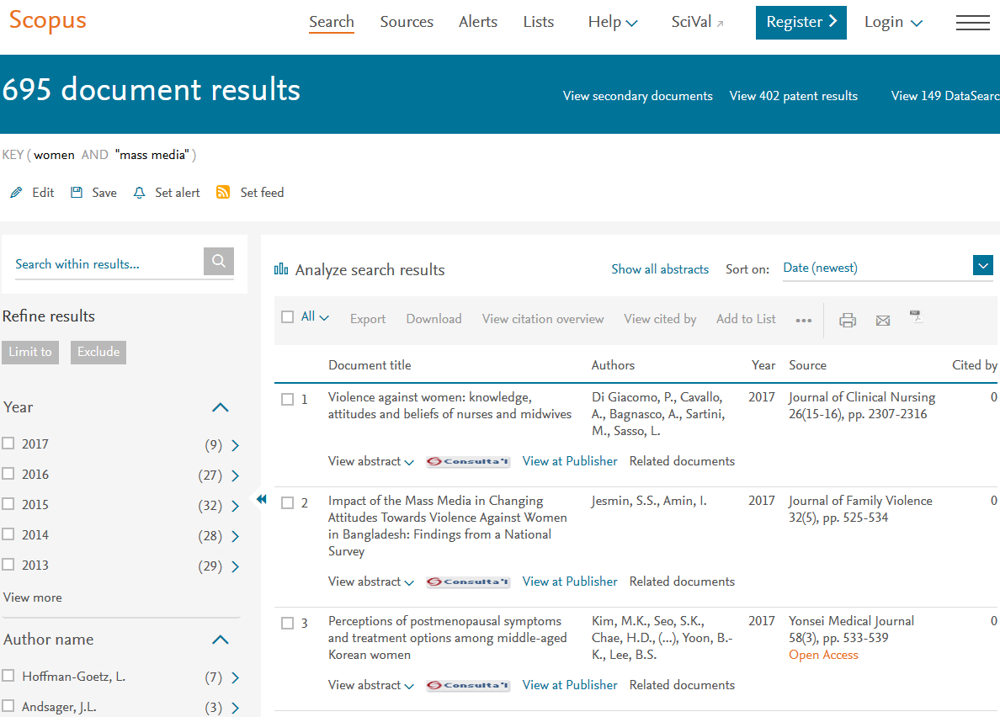 Scopus
Search Sources Alerts Lists Help SciVal Register Login
695 document results
View secondary documents View 402 patent results View 149 DataSearc
KEY ( women AND "mass media" )
Edit Save Set alert Set feed
Search within results...
Analyze search results Show all abstracts Sort on: Date (newest)
Refine results
Limit to Exclude
Year
2017 (9)
2016 (27)
2015 (32)
2014 (28)
2013 (29)
View more
Author name
Hoffman-Goetz, L. (7)
Andsager, J.L. (3)
All Export Download View citation overview View cited by Add to List ...
PDF
Document title Authors Year Source Cited by
1 Violence against women: knowledge, Di Giacomo, P., Cavallo, 2017 Journal of Clinical Nursing 0
attitudes and beliefs of nurses and midwives A., Bagnasco, A., Sartini, 26(15-16), pp. 2307-2316
M., Sasso, L.
View abstract Consulta'l View at Publisher Related documents
2 Impact of the Mass Media in Changing Jesmin, S.S., Amin, I. 2017 Journal of Family Violence 0
Attitudes Towards Violence Against Women 32(5), pp. 525-534
in Bangladesh: Findings from a National
Survey
View abstract Consulta'l View at Publisher Related documents
3 Perceptions of postmenopausal symptoms Kim, M.K., Seo, S.K., 2017 Yonsei Medical Journal 0
and treatment options among middle-aged Chae, H.D., (...), Yoon, B.- 58(3), pp. 533-539
Korean women K., Lee, B.S. Open Access
View abstract Consulta'l View at Publisher Related documents